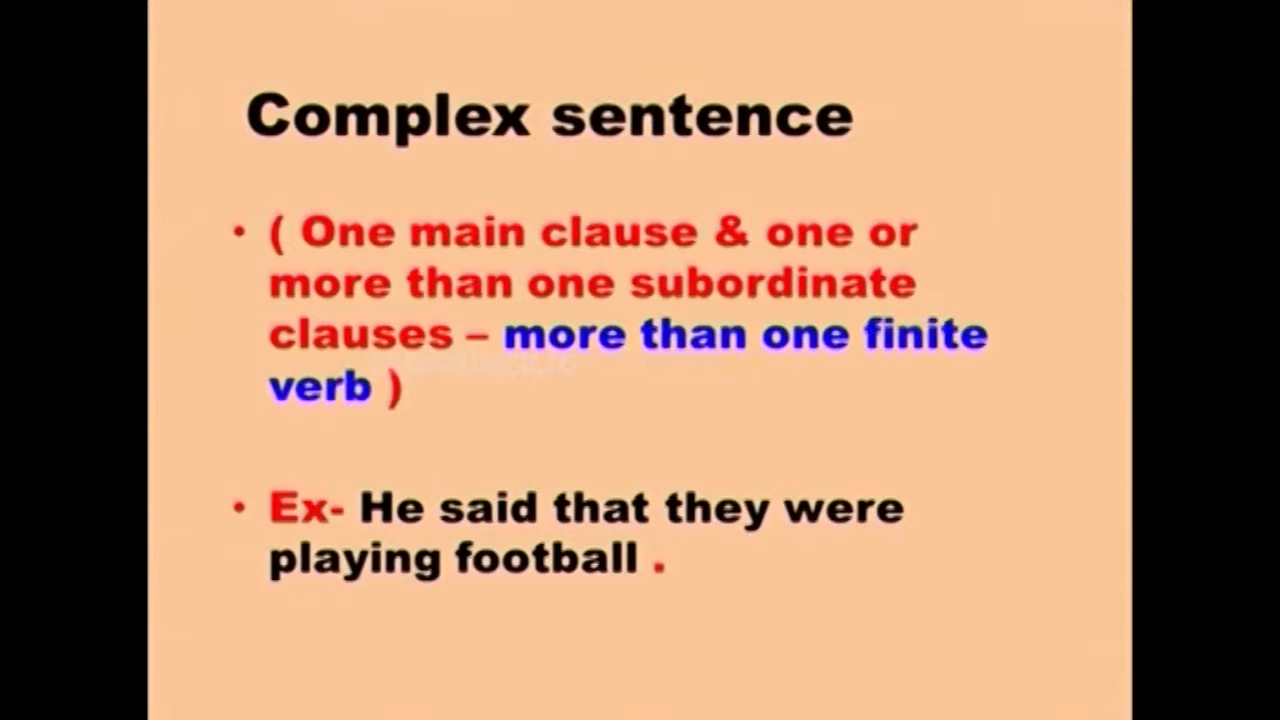 Complex sentence
• ( One main clause & one or
more than one subordinate
clauses – more than one finite
verb )
• Ex- He said that they were
playing football .